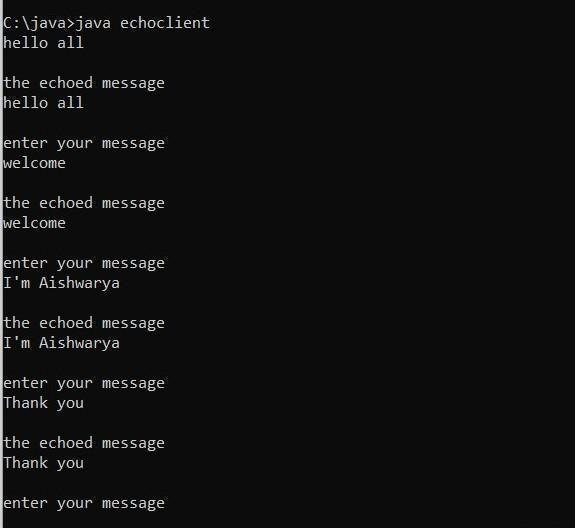 C:\java>java echoclient
hello all
the echoed message
hello all
enter your message
welcome
the echoed message
welcome
enter your message
I'm Aishwarya
the echoed message
I'm Aishwarya
enter your message
Thank you
the echoed message
Thank you
enter your message